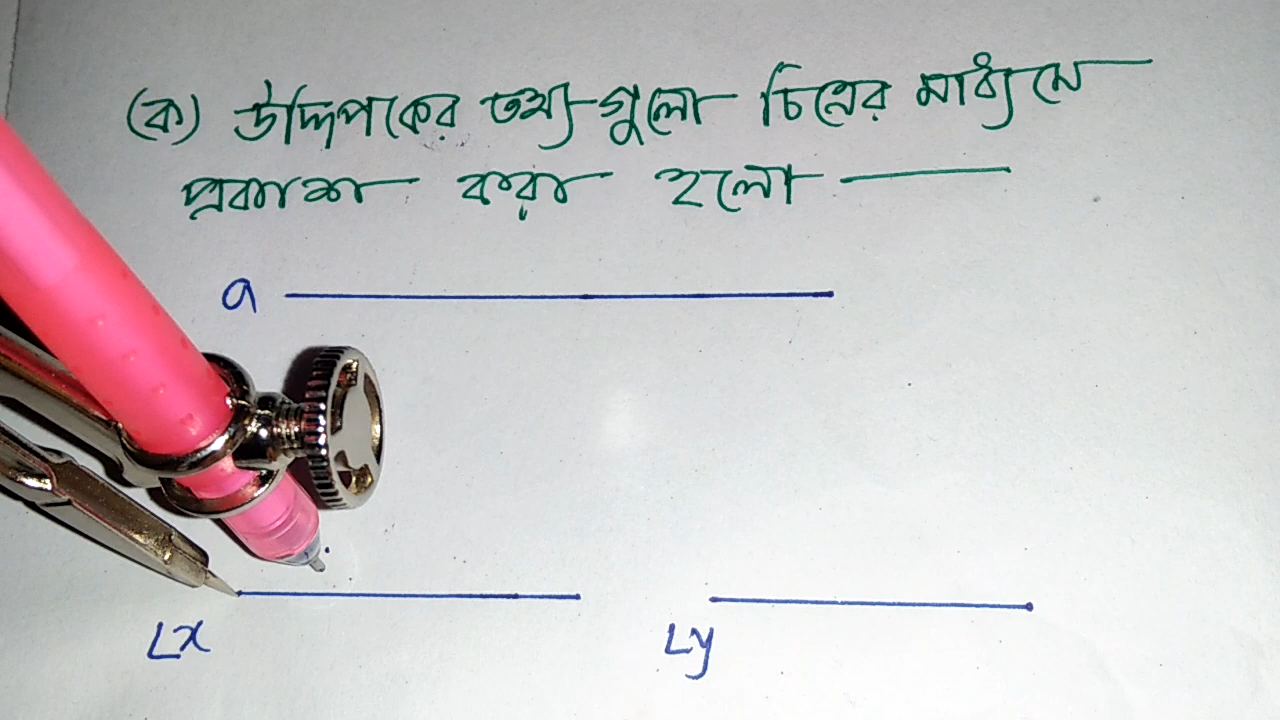 (ক) উদ্দিপকের তথ্যগুলো চিত্রের মাধ্যমে
প্রকাশ করা হলো —
a
∠x
∠y